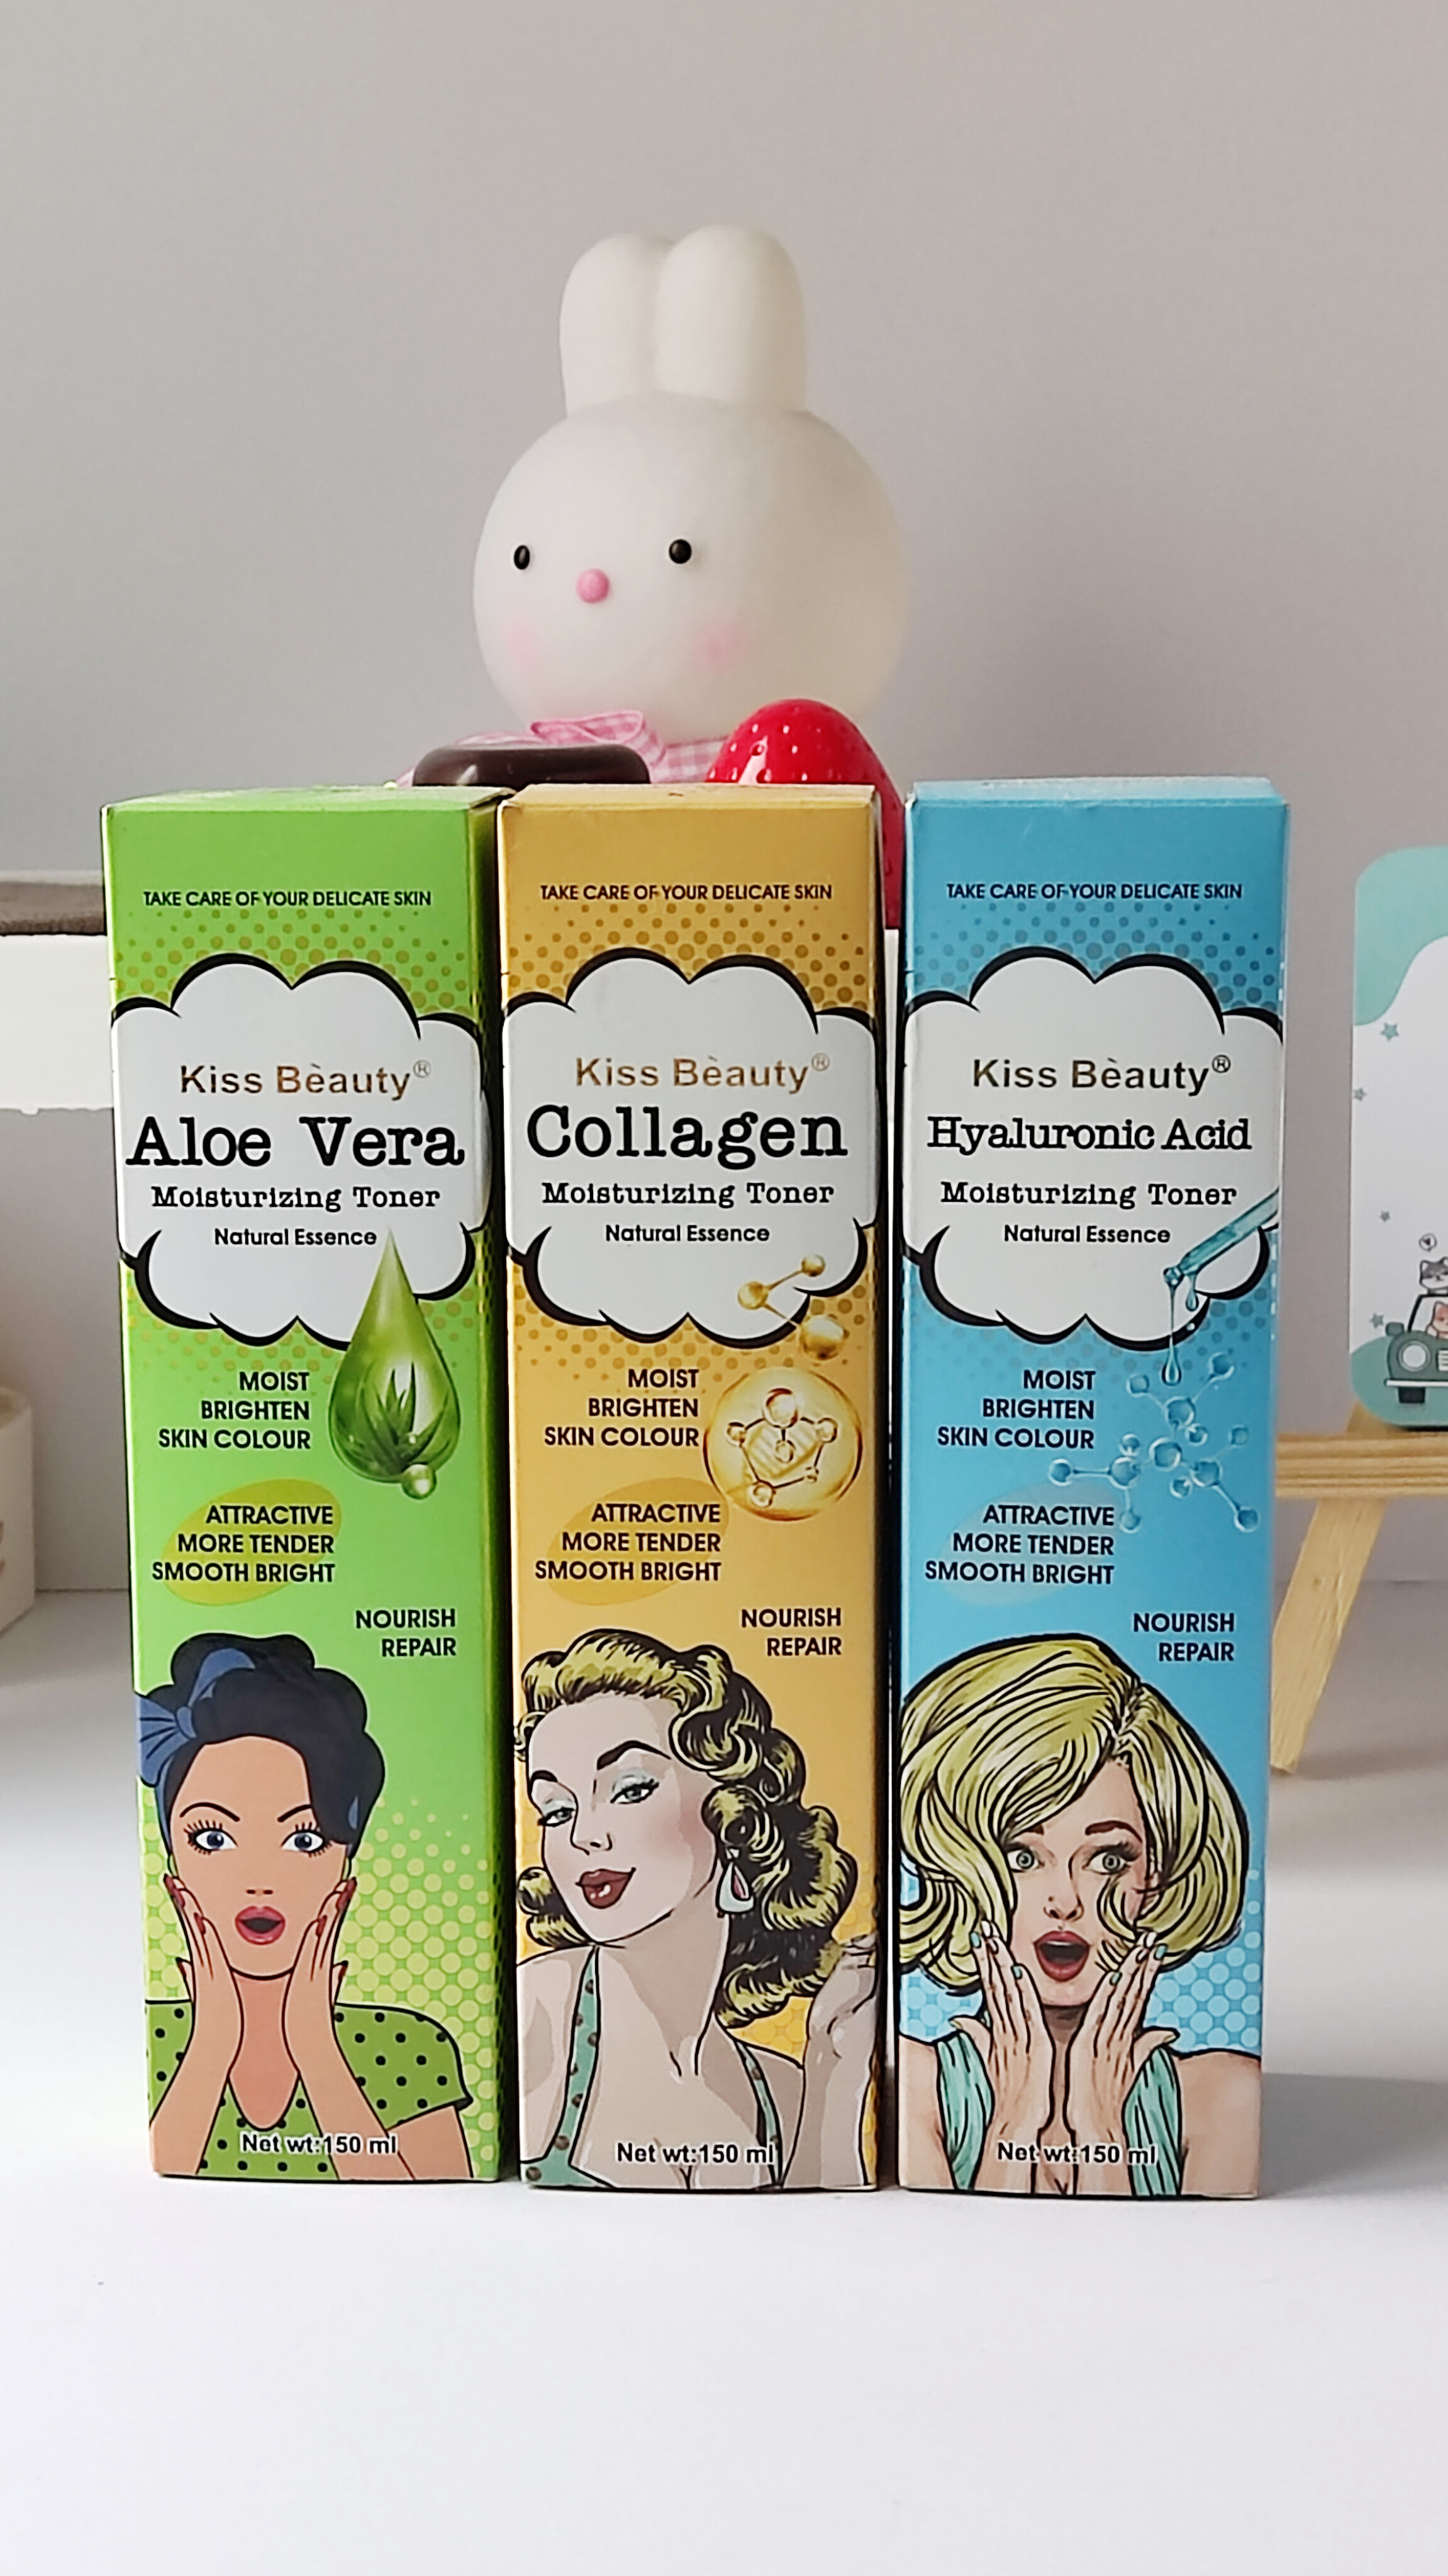 TAKE CARE OF YOUR DELICATE SKIN
Kiss Bèauty®
Aloe Vera
Moisturizing Toner
Natural Essence
MOIST
BRIGHTEN
SKIN COLOUR
ATTRACTIVE
MORE TENDER
SMOOTH BRIGHT
NOURISH
REPAIR
Net wt:150 ml
TAKE CARE OF YOUR DELICATE SKIN
Kiss Bèauty®
Collagen
Moisturizing Toner
Natural Essence
MOIST
BRIGHTEN
SKIN COLOUR
ATTRACTIVE
MORE TENDER
SMOOTH BRIGHT
NOURISH
REPAIR
Net wt:150 ml
TAKE CARE OF YOUR DELICATE SKIN
Kiss Bèauty®
Hyaluronic Acid
Moisturizing Toner
Natural Essence
MOIST
BRIGHTEN
SKIN COLOUR
ATTRACTIVE
MORE TENDER
SMOOTH BRIGHT
NOURISH
REPAIR
Net wt:150 ml